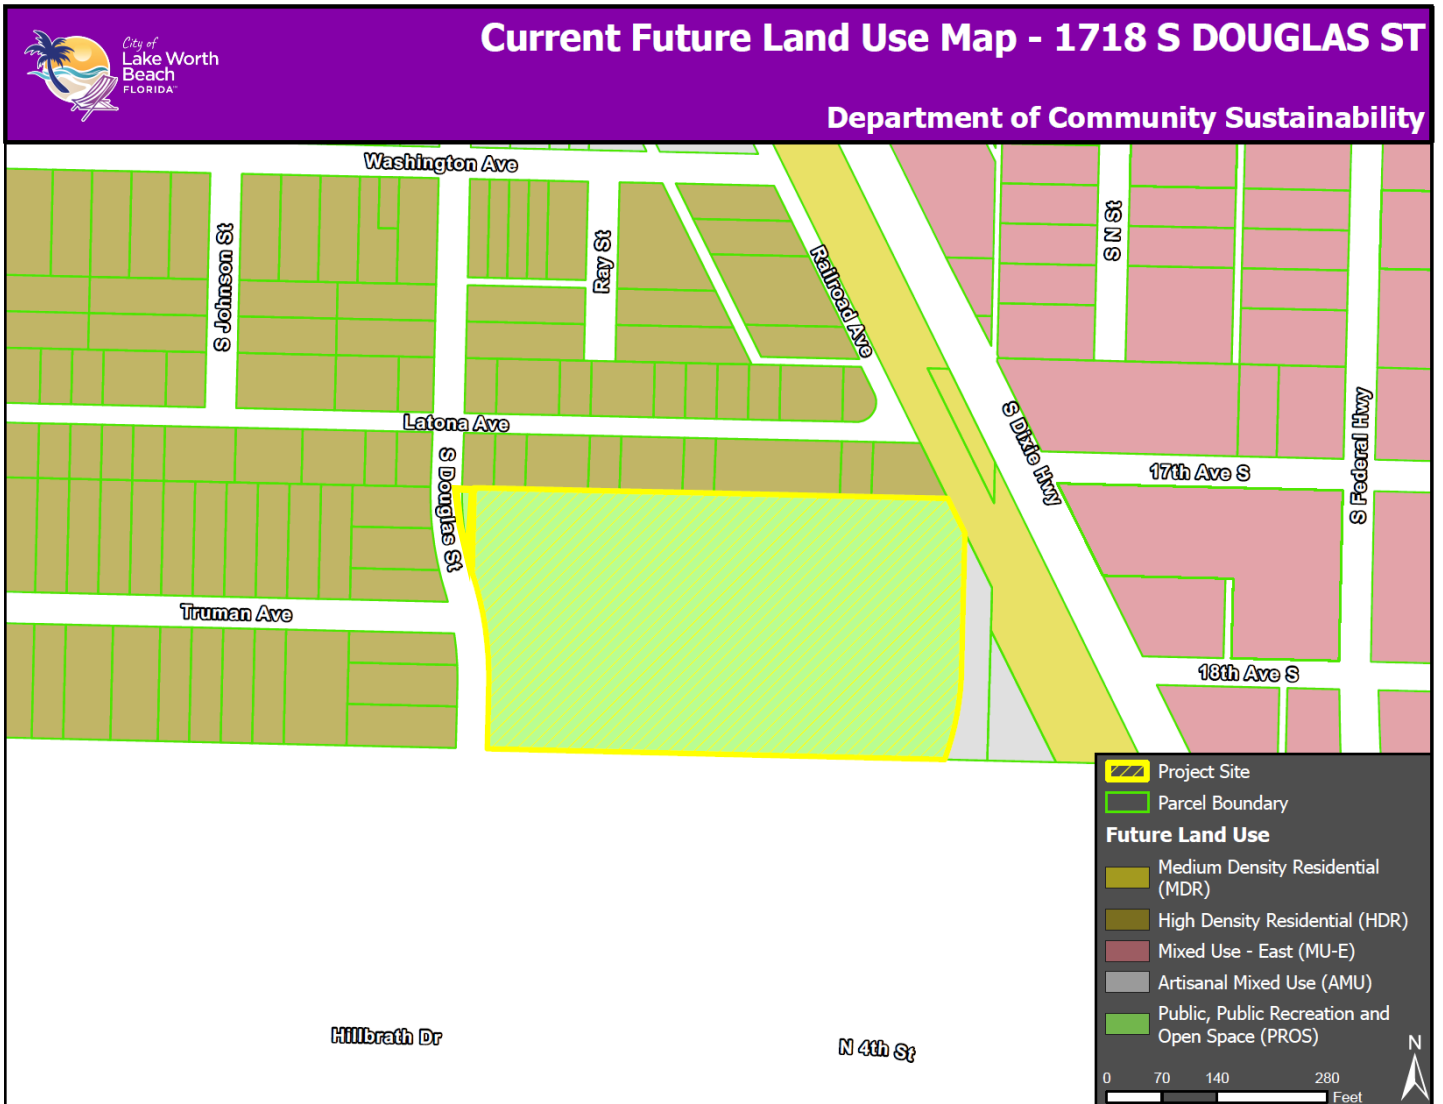 City of
Lake Worth
Beach
FLORIDA
Current Future Land Use Map - 1718 S DOUGLAS ST
Department of Community Sustainability
Washington Ave
S Johnson St
Ray St
Railroad Ave
S N St
Latona Ave
S Douglas St
S Dixie Hwy
17th Ave S
S Federal Hwy
Truman Ave
18th Ave S
Hillbrath Dr
N 4th St
Project Site
Parcel Boundary
Future Land Use
Medium Density Residential
(MDR)
High Density Residential (HDR)
Mixed Use - East (MU-E)
Artisanal Mixed Use (AMU)
Public, Public Recreation and
Open Space (PROS)
N
0 70 140 280
Feet